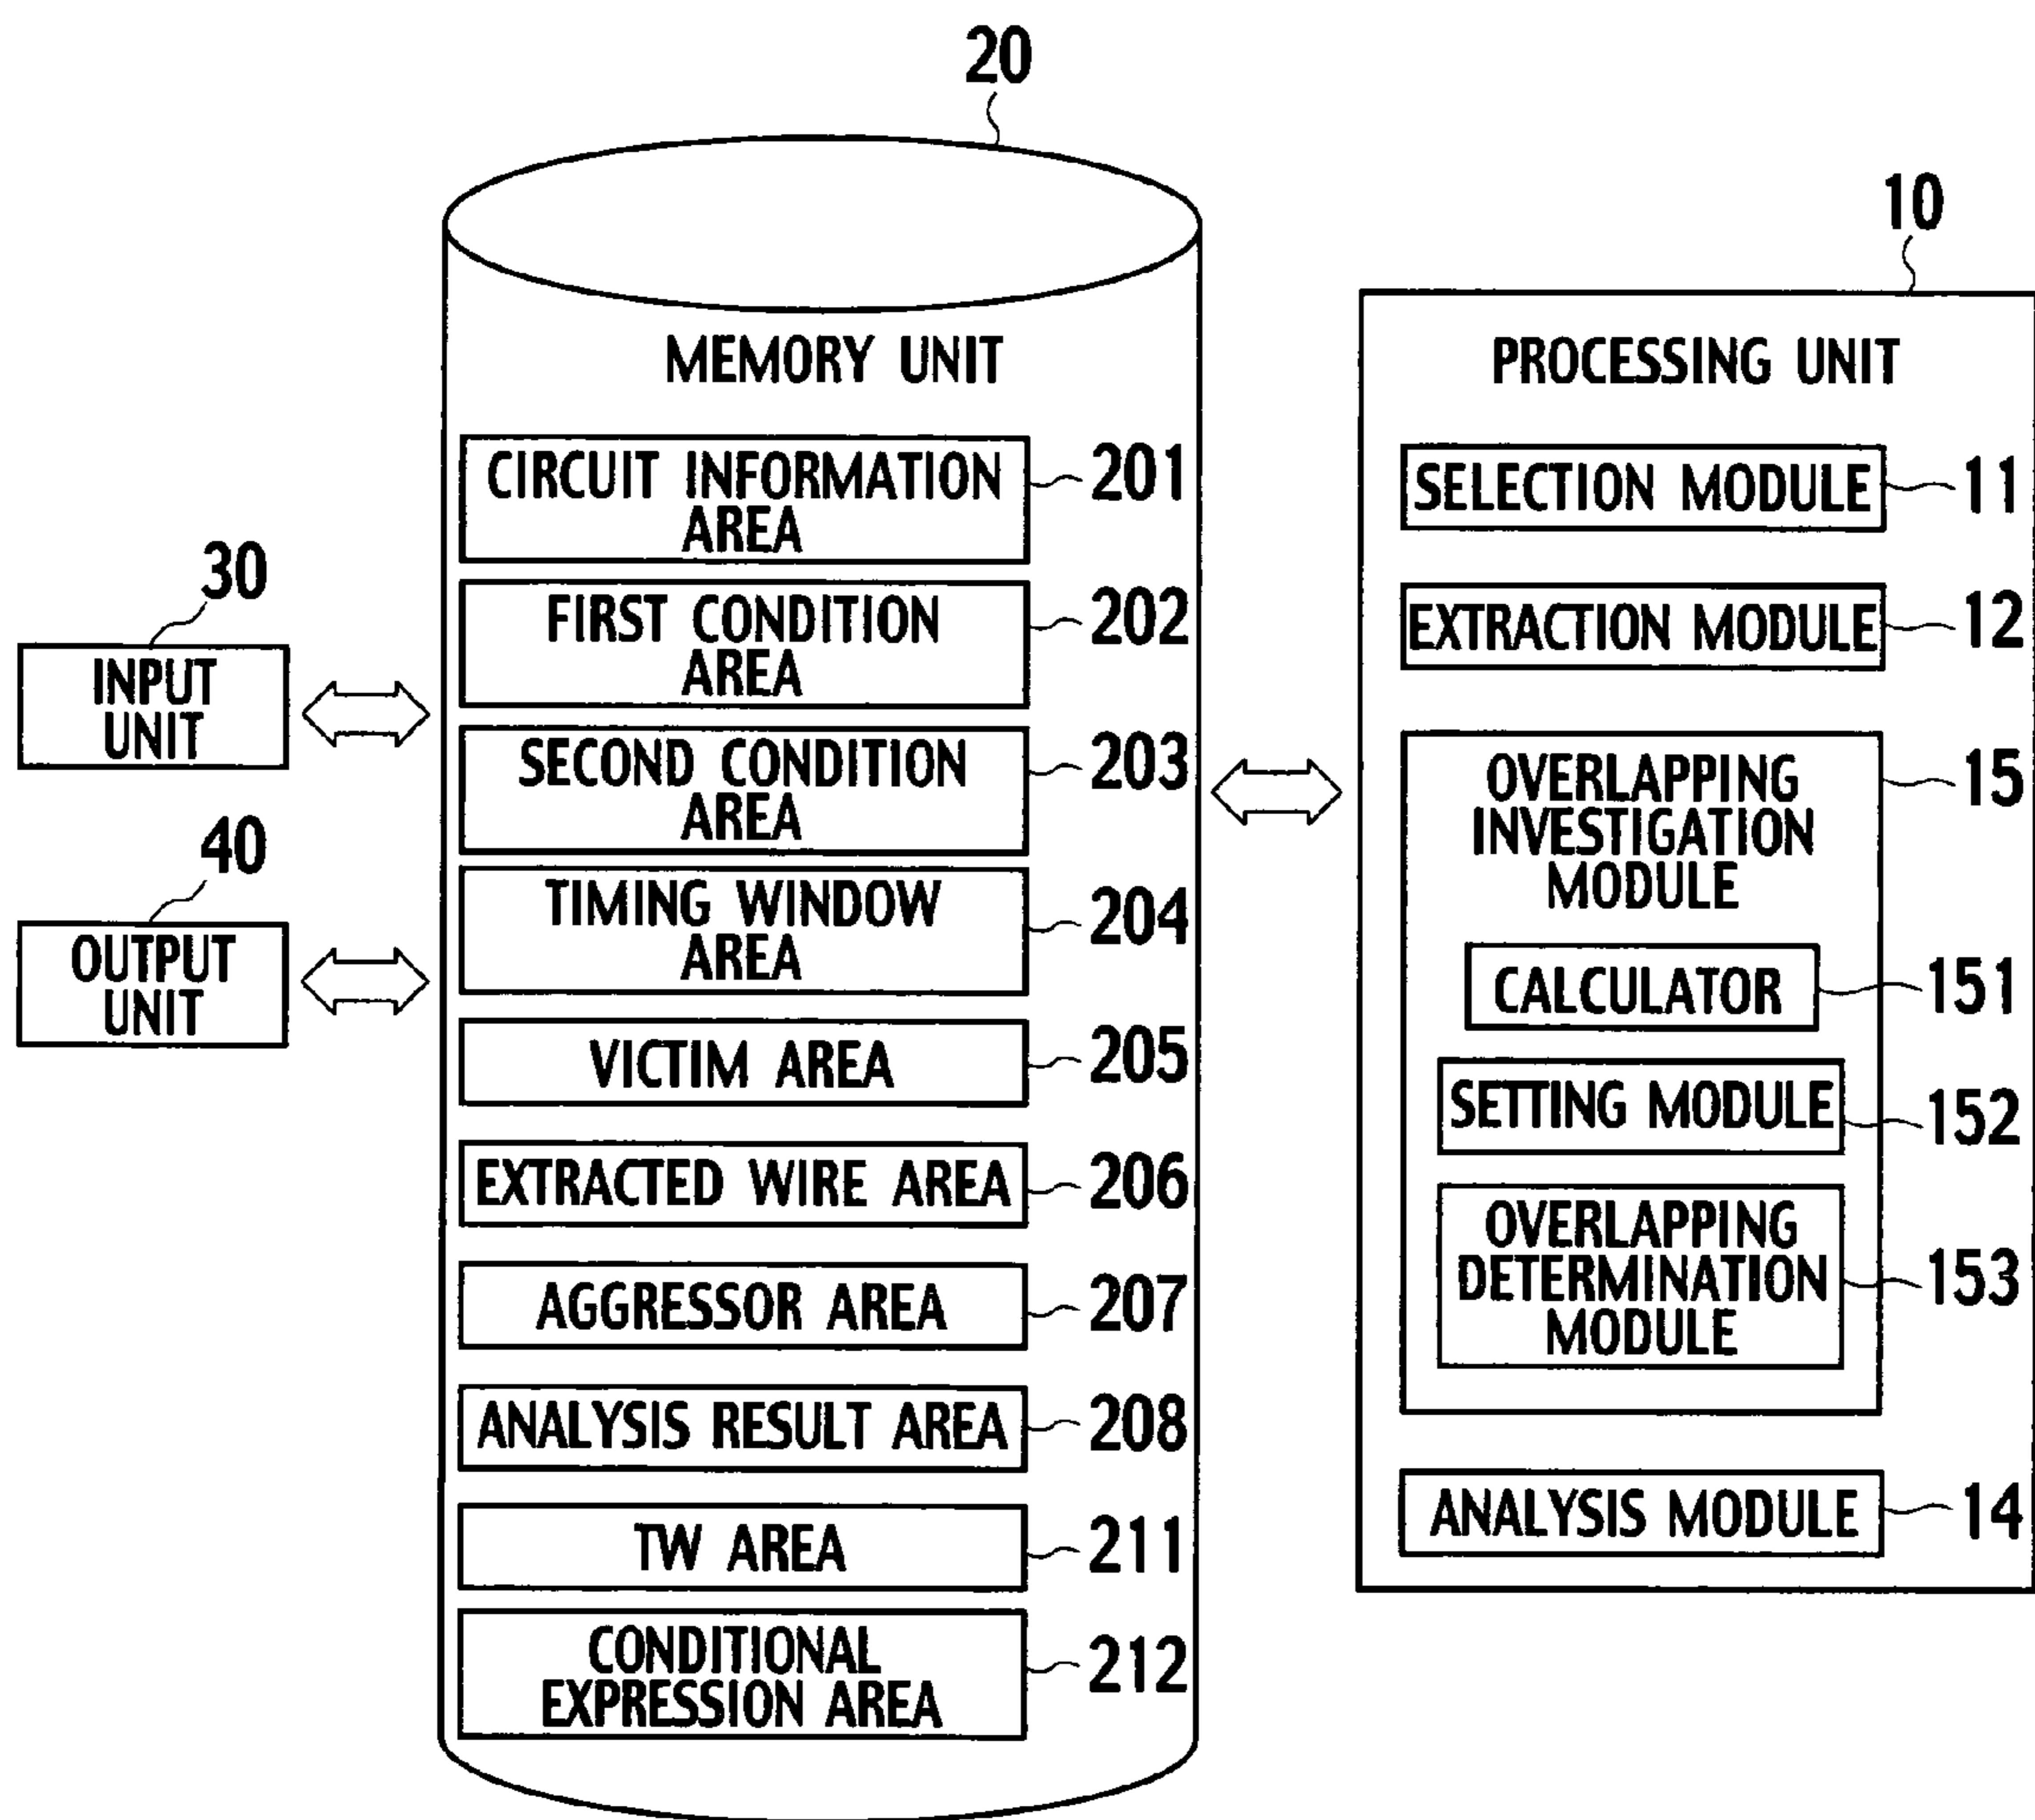 20
MEMORY UNIT
CIRCUIT INFORMATION
AREA
201
FIRST CONDITION
AREA
202
SECOND CONDITION
AREA
203
TIMING WINDOW
AREA
204
VICTIM AREA
205
EXTRACTED WIRE AREA
206
AGGRESSOR AREA
207
ANALYSIS RESULT AREA
208
TW AREA
211
CONDITIONAL
EXPRESSION AREA
212
30
INPUT
UNIT
40
OUTPUT
UNIT
10
PROCESSING UNIT
SELECTION MODULE
11
EXTRACTION MODULE
12
OVERLAPPING
INVESTIGATION
MODULE
15
CALCULATOR
151
SETTING MODULE
152
OVERLAPPING
DETERMINATION
MODULE
153
ANALYSIS MODULE
14